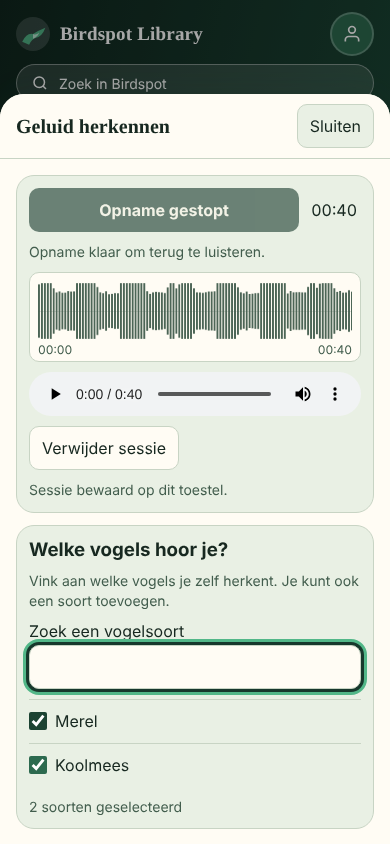 Birdspot Library
Zoek in Birdspot
Geluid herkennen
Sluiten
Opname gestopt
00:40
Opname klaar om terug te luisteren.
00:00
00:40
0:00 / 0:40
Verwijder sessie
Sessie bewaard op dit toestel.
Welke vogels hoor je?
Vink aan welke vogels je zelf herkent. Je kunt ook
een soort toevoegen.
Zoek een vogelsoort
Merel
Koolmees
2 soorten geselecteerd